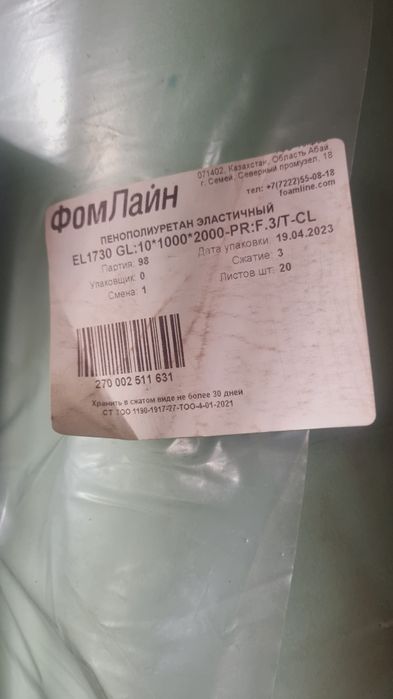 071402, Казахстан, Область Абай
г. Семей, Северный промузел, 18
тел: +7(7222)55-08-18
foamline.com
ФомЛайн
ПЕНОПОЛИУРЕТАН ЭЛАСТИЧНЫЙ
EL1730 GL:10*1000*2000-PR:F.3/T-CL
Партия: 98
Дата упаковки: 19.04.2023
Упаковщик: 0
Сжатие: 3
Смена: 1
Листов шт: 20
270 002 511 631
Хранить в сжатом виде не более 30 дней
СТ ТОО 1190-1917-27-ТОО-4-01-2021